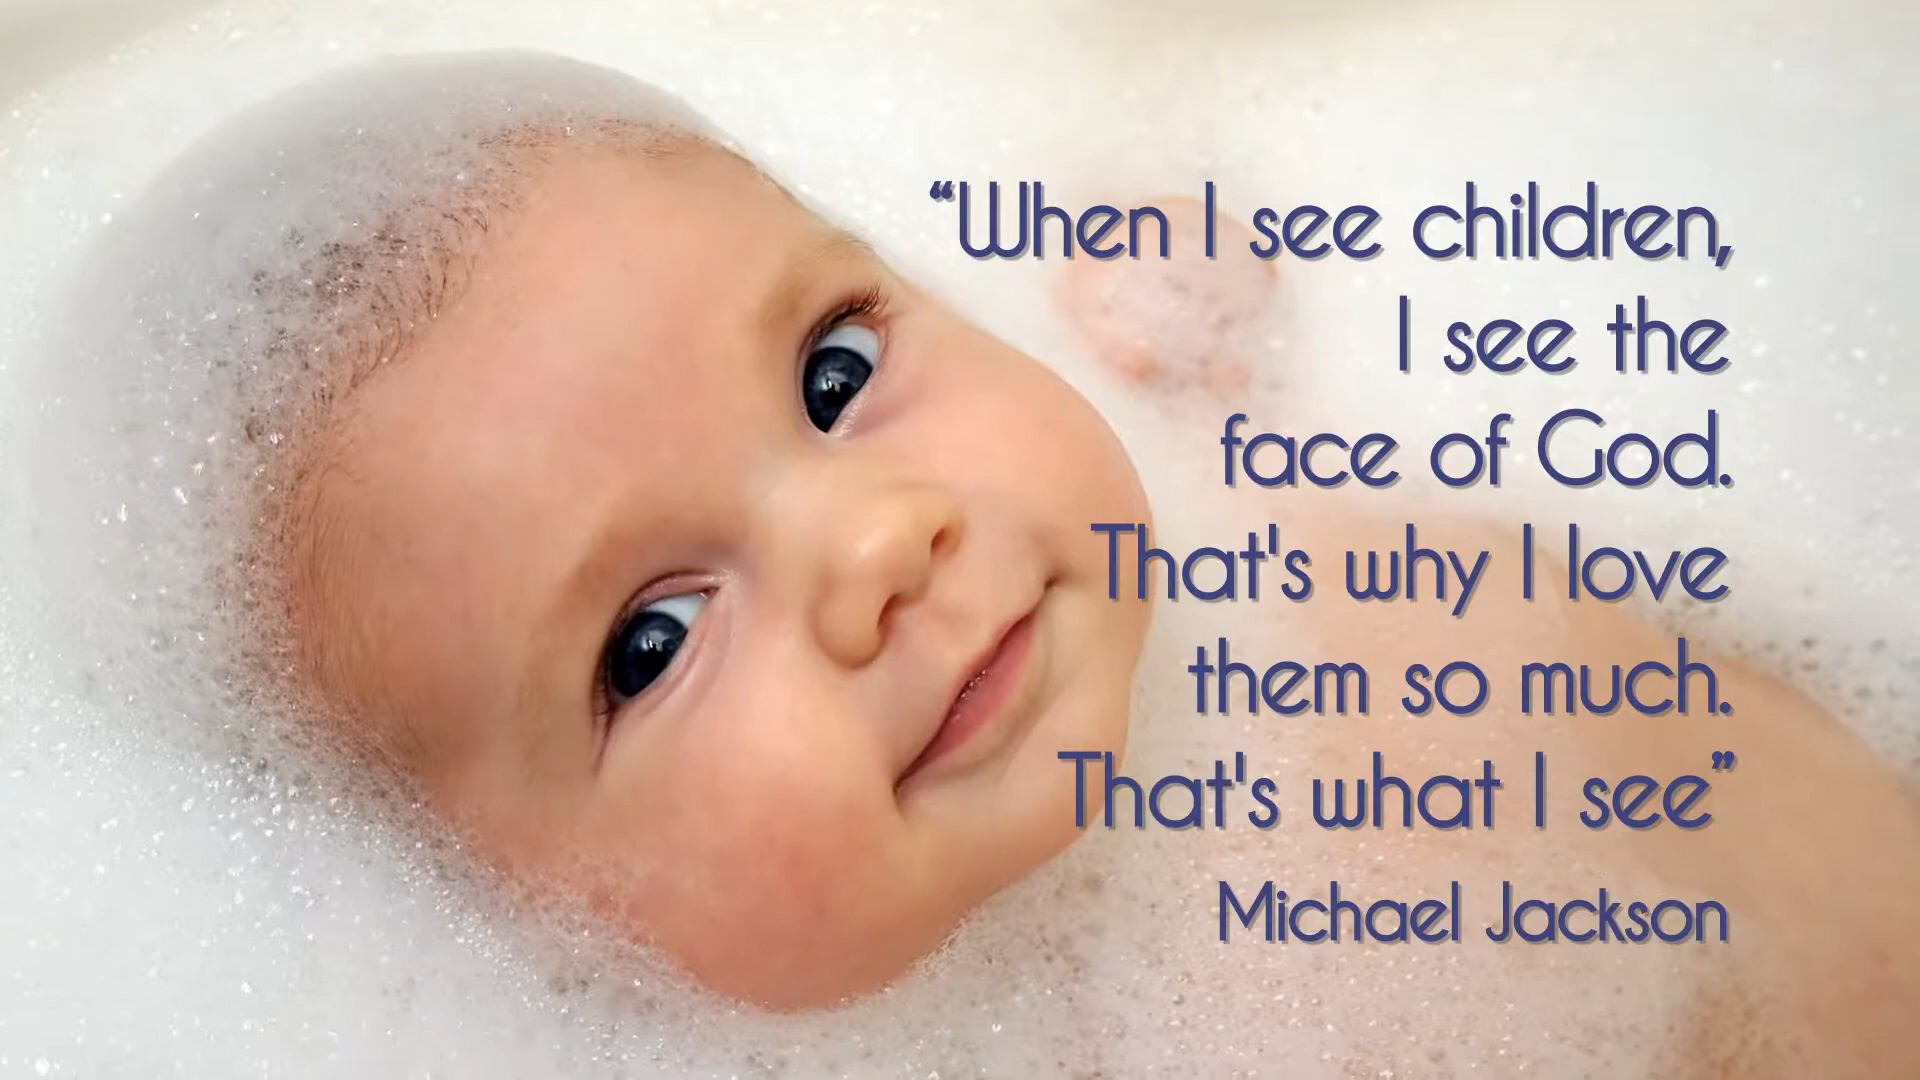 “When I see children,
I see the
face of God.
That's why I love
them so much.
That's what I see”
Michael Jackson